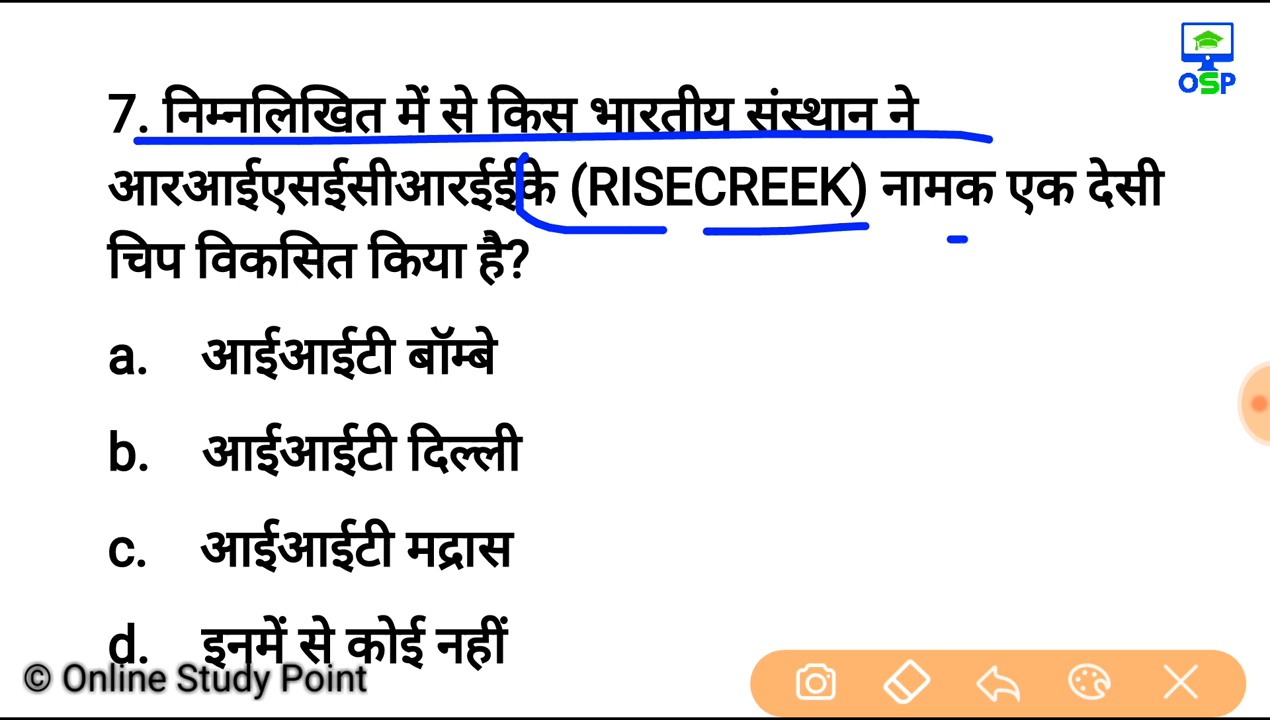 OSP
7. निम्नलिखित में से किस भारतीय संस्थान ने
आरआईएसईसीआरईईके (RISECREEK) नामक एक देसी
चिप विकसित किया है?
a. आईआईटी बॉम्बे
b. आईआईटी दिल्ली
c. आईआईटी मद्रास
d. इनमें से कोई नहीं
© Online Study Point